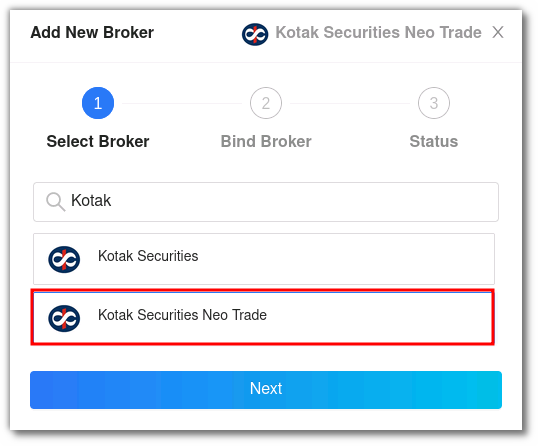 Add New Broker
Kotak Securities Neo Trade X
1 2 3
Select Broker Bind Broker Status
Kotak
Kotak Securities
Kotak Securities Neo Trade
Next